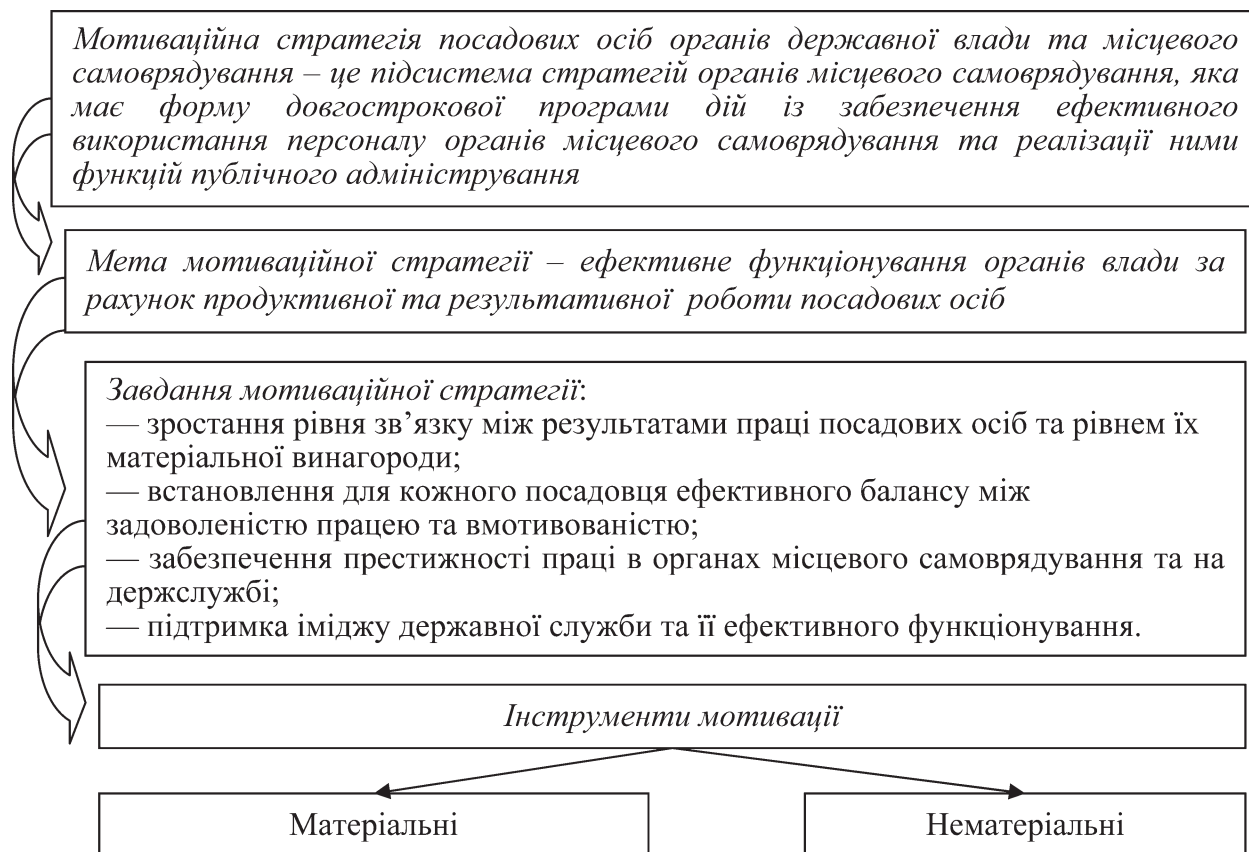 Мотиваційна стратегія посадових осіб органів державної влади та місцевого
самоврядування – це підсистема стратегій органів місцевого самоврядування, яка
має форму довгострокової програми дій із забезпечення ефективного
використання персоналу органів місцевого самоврядування та реалізації ними
функцій публічного адміністрування
Мета мотиваційної стратегії – ефективне функціонування органів влади за
рахунок продуктивної та результативної роботи посадових осіб
Завдання мотиваційної стратегії:
— зростання рівня зв’язку між результатами праці посадових осіб та рівнем їх
матеріальної винагороди;
— встановлення для кожного посадовця ефективного балансу між
задоволеністю працею та вмотивованістю;
— забезпечення престижності праці в органах місцевого самоврядування та на
держслужбі;
— підтримка іміджу державної служби та її ефективного функціонування.
Інструменти мотивації
Матеріальні
Нематеріальні